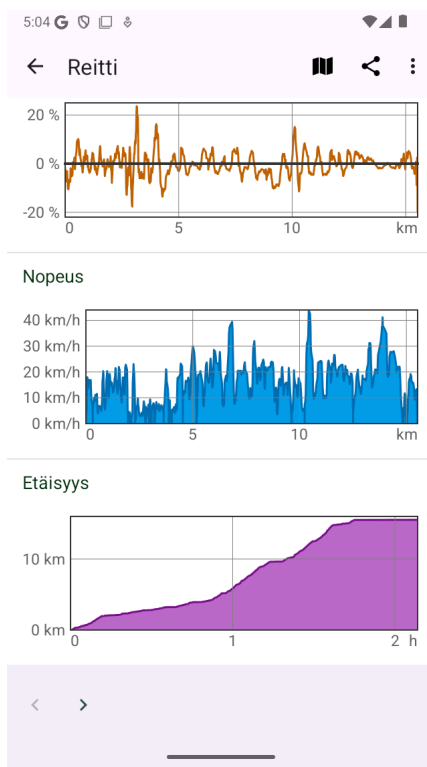 5:04
Reitti
20 %
0 %
-20 %
0 5 10 km
Nopeus
40 km/h
30 km/h
20 km/h
10 km/h
0 km/h
0 5 10 km
Etäisyys
10 km
0 km
0 1 2 h